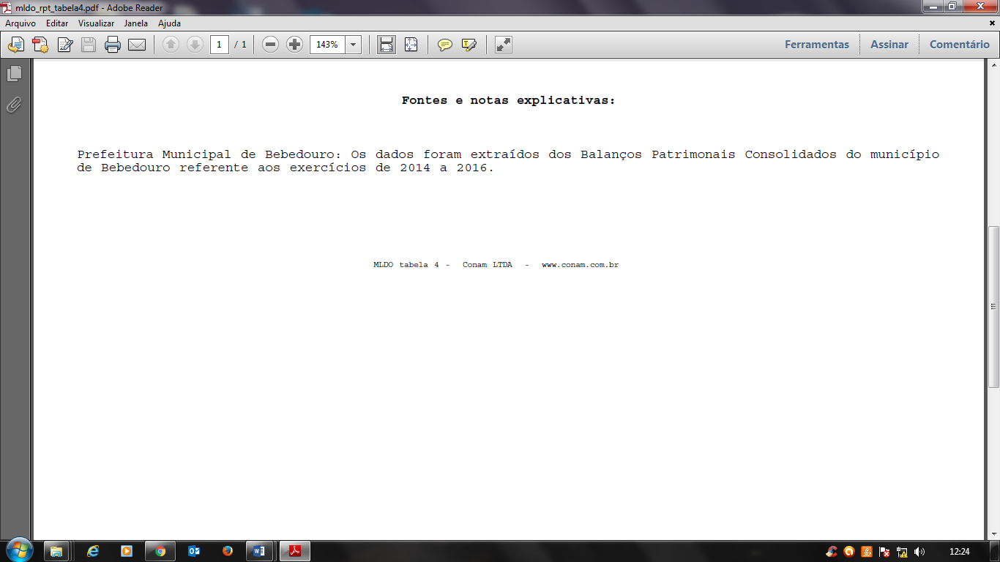 mldo_rpt_tabela4.pdf - Adobe Reader
Arquivo Editar Visualizar Janela Ajuda
1 / 1 143% Ferramentas Assinar Comentário
Fontes e notas explicativas:
Prefeitura Municipal de Bebedouro: Os dados foram extraídos dos Balanços Patrimonais Consolidados do município
de Bebedouro referente aos exercícios de 2014 a 2016.
MLDO tabela 4 - Conam LTDA - www.conam.com.br
12:24